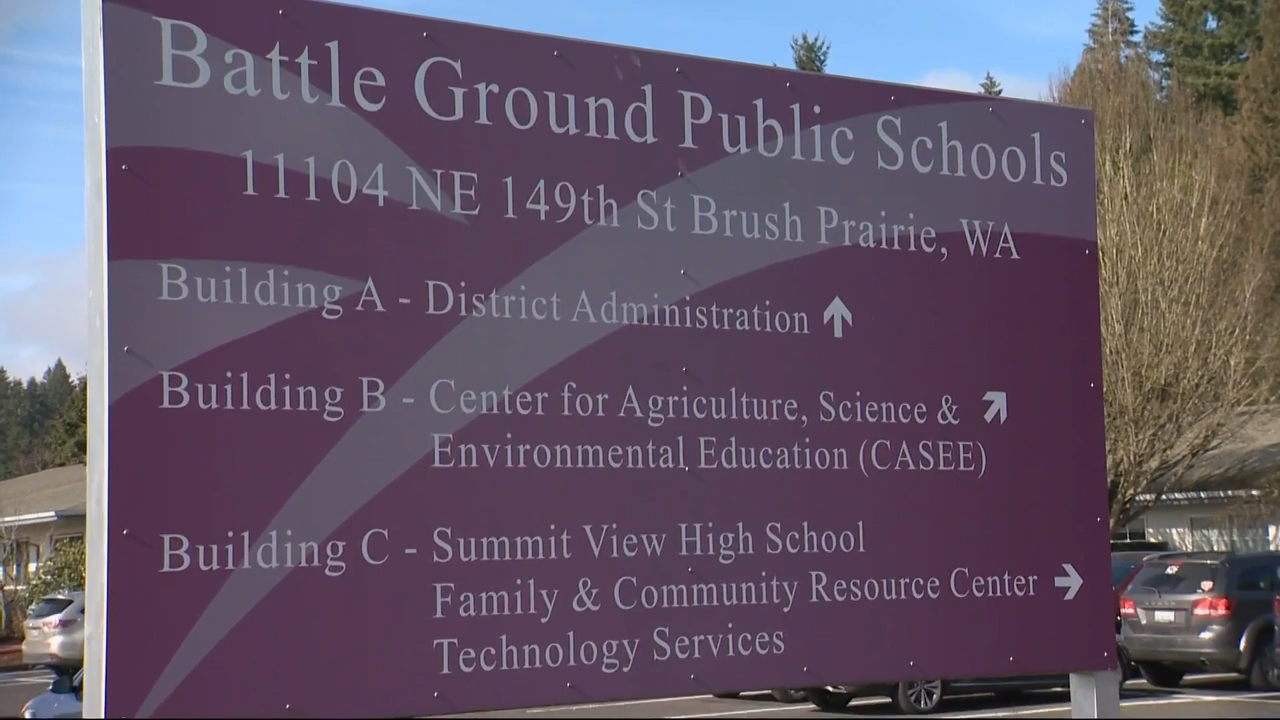 Battle Ground Public Schools
11104 NE 149th St Brush Prairie, WA
Building A - District Administration
Building B - Center for Agriculture, Science &
Environmental Education (CASEE)
Building C - Summit View High School
Family & Community Resource Center
Technology Services